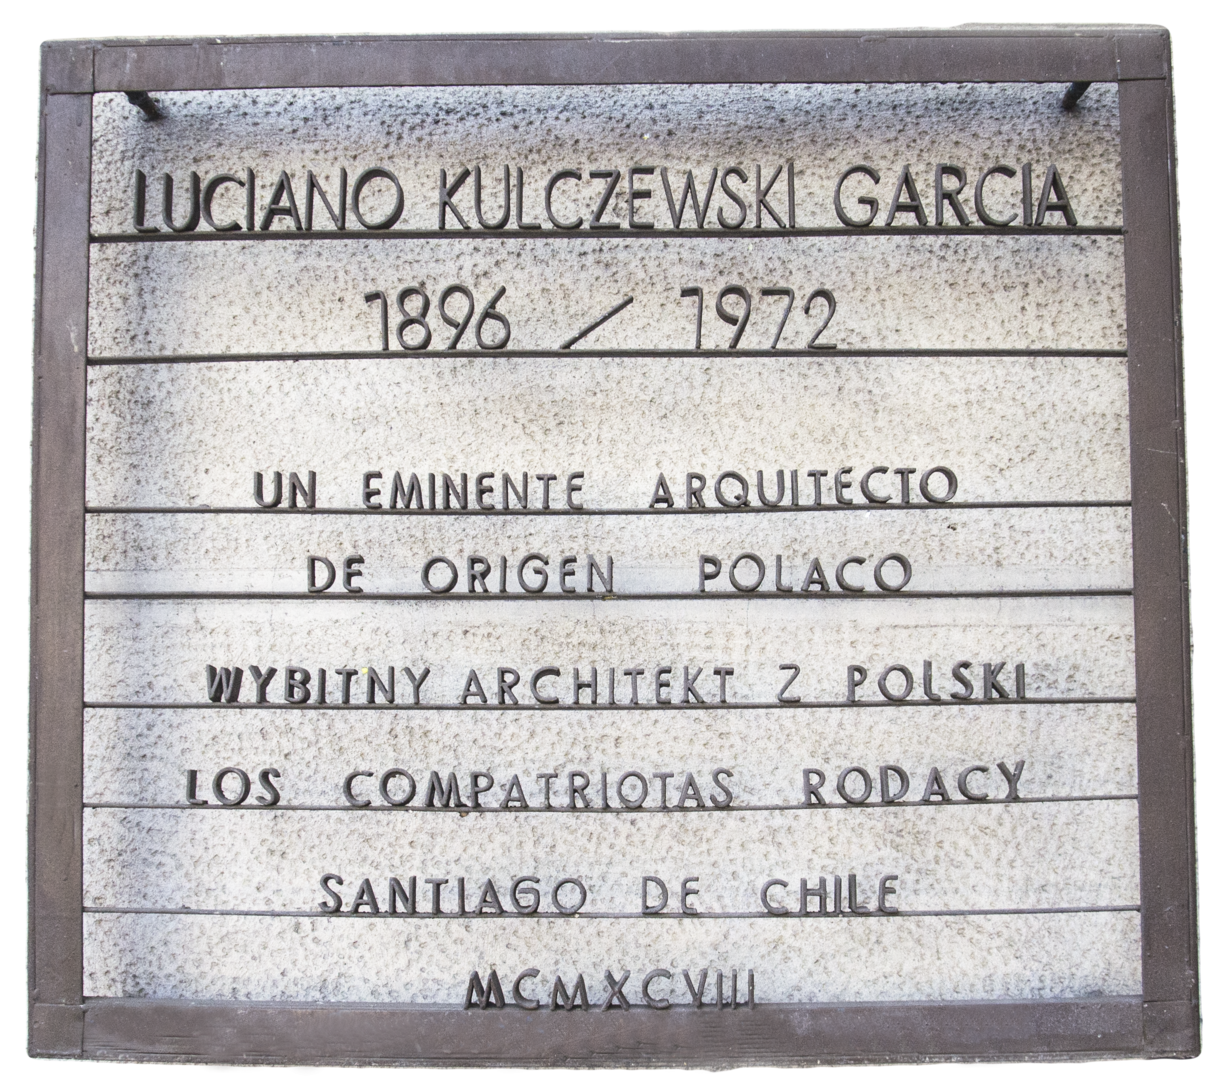 LUCIANO KULCZEWSKI GARCIA
1896 / 1972
UN EMINENTE ARQUITECTO
DE ORIGEN POLACO
WYBITNY ARCHITEKT Z POLSKI
LOS COMPATRIOTAS RODACY
SANTIAGO DE CHILE
MCMXCVIII